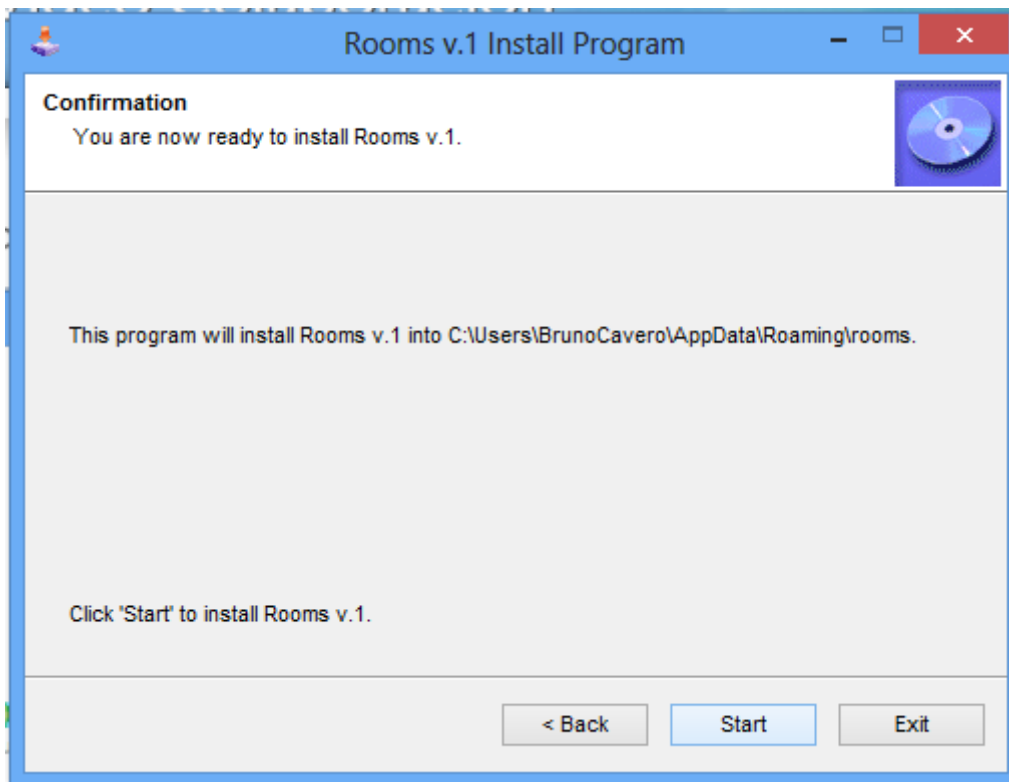 Rooms v.1 Install Program
Confirmation
You are now ready to install Rooms v.1.
This program will install Rooms v.1 into C:\Users\BrunoCavero\AppData\Roaming\rooms.
Click 'Start' to install Rooms v.1.
< Back
Start
Exit